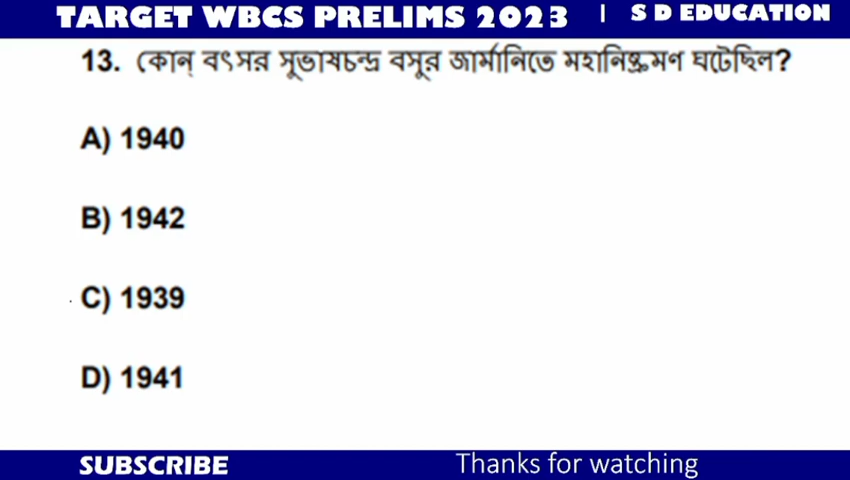 TARGET WBCS PRELIMS 2023 | S D EDUCATION
13. কোন্ বৎসর সুভাষচন্দ্র বসুর জার্মানিতে মহানিষ্ক্রমণ ঘটেছিল?
A) 1940
B) 1942
C) 1939
D) 1941
SUBSCRIBE Thanks for watching